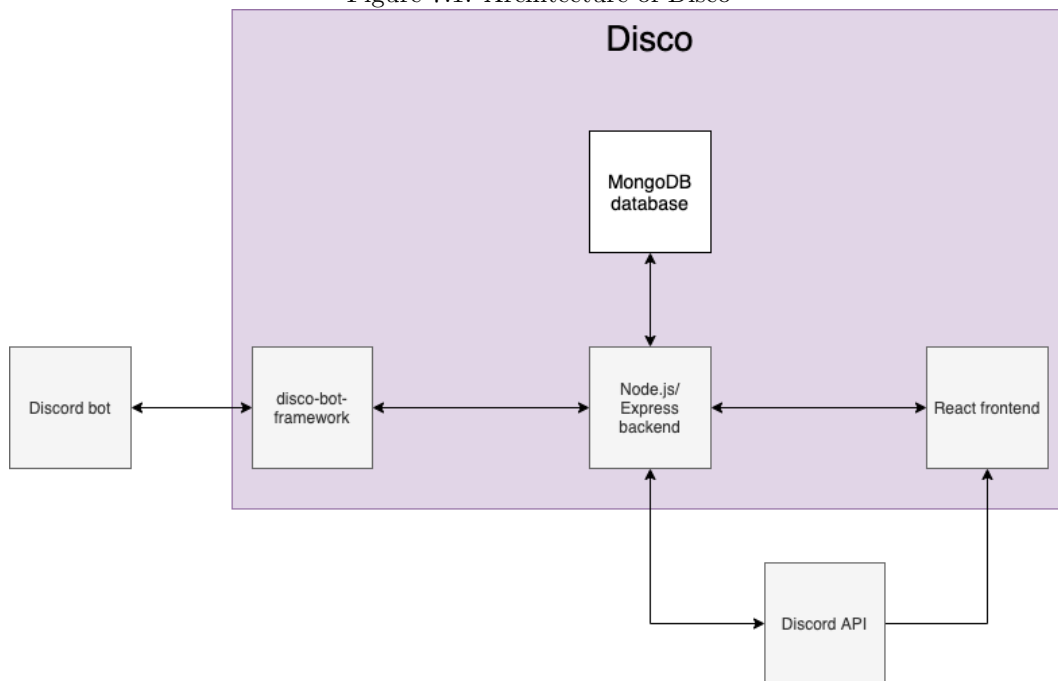 Figure 7.1: Architecture of Disco
Disco
MongoDB
database
Discord bot
disco-bot-
framework
Node.js/
Express
backend
React frontend
Discord API